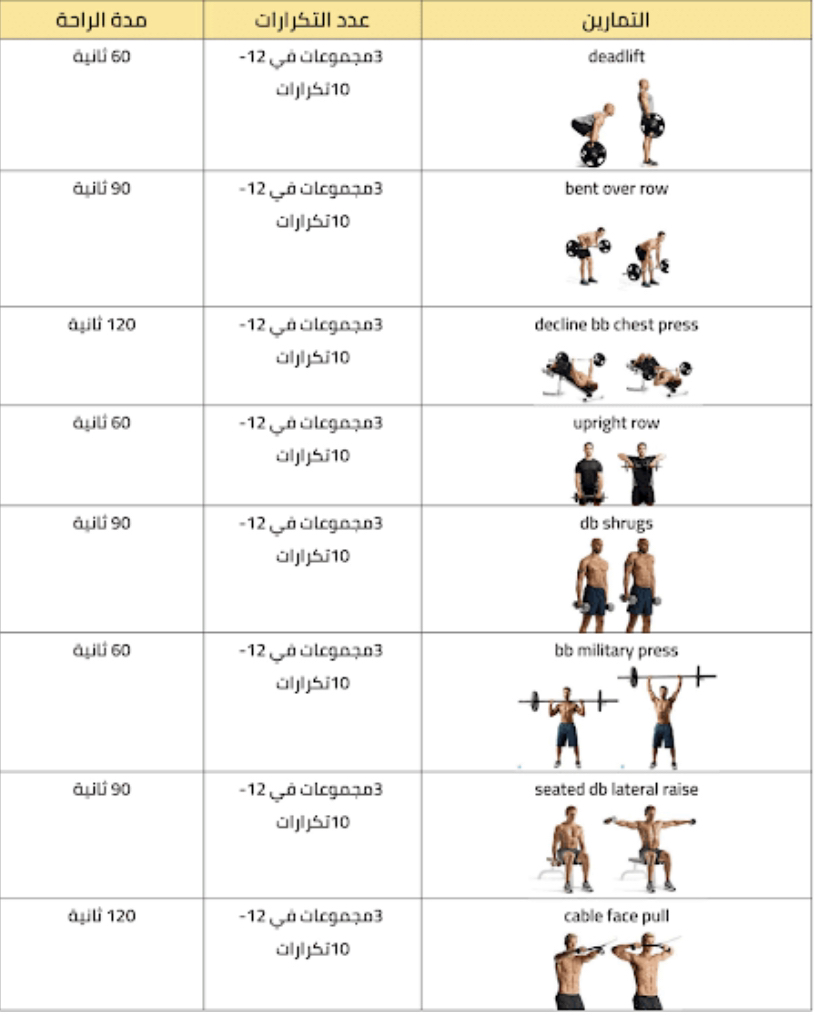 التمارين
عدد التكرارات
مدة الراحة
deadlift
3مجموعات في 12-
10تكرارات
60 ثانية
bent over row
3مجموعات في 12-
10تكرارات
90 ثانية
decline bb chest press
3مجموعات في 12-
10تكرارات
120 ثانية
upright row
3مجموعات في 12-
10تكرارات
60 ثانية
db shrugs
3مجموعات في 12-
10تكرارات
90 ثانية
bb military press
3مجموعات في 12-
10تكرارات
60 ثانية
seated db lateral raise
3مجموعات في 12-
10تكرارات
90 ثانية
cable face pull
3مجموعات في 12-
10تكرارات
120 ثانية